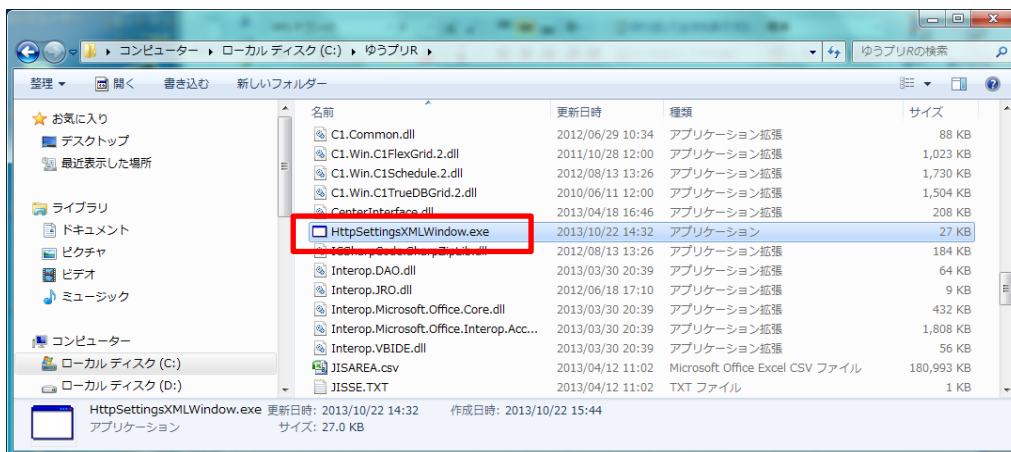 コンピューター ▸ ローカル ディスク (C:) ▸ ゆうプリR ▸
ゆうプリRの検索
整理 開く 書き込む 新しいフォルダー
お気に入り
デスクトップ
最近表示した場所
ライブラリ
ドキュメント
ピクチャ
ビデオ
ミュージック
コンピューター
ローカル ディスク (C:)
ローカル ディスク (D:)
名前 更新日時 種類 サイズ
C1.Common.dll 2012/06/29 10:34 アプリケーション拡張 88 KB
C1.Win.C1FlexGrid.2.dll 2011/10/28 12:00 アプリケーション拡張 1,023 KB
C1.Win.C1Schedule.2.dll 2012/08/13 13:26 アプリケーション拡張 1,730 KB
C1.Win.C1TrueDBGrid.2.dll 2010/06/11 12:00 アプリケーション拡張 1,504 KB
CenterInterface.dll 2013/04/18 16:46 アプリケーション拡張 208 KB
HttpSettingsXMLWindow.exe 2013/10/22 14:32 アプリケーション 27 KB
ICSharpCode.SharpZipLib.dll 2012/08/13 13:26 アプリケーション拡張 184 KB
Interop.DAO.dll 2013/03/30 20:39 アプリケーション拡張 64 KB
Interop.JRO.dll 2012/06/18 17:10 アプリケーション拡張 9 KB
Interop.Microsoft.Office.Core.dll 2013/03/30 20:39 アプリケーション拡張 432 KB
Interop.Microsoft.Office.Interop.Acc... 2013/03/30 20:39 アプリケーション拡張 1,808 KB
Interop.VBIDE.dll 2013/03/30 20:39 アプリケーション拡張 56 KB
JISAREA.csv 2013/04/12 11:02 Microsoft Office Excel CSV ファイル 180,993 KB
JISSE.TXT 2013/04/12 11:02 TXT ファイル 1 KB
HttpSettingsXMLWindow.exe 更新日時: 2013/10/22 14:32 作成日時: 2013/10/22 15:44
アプリケーション サイズ: 27.0 KB